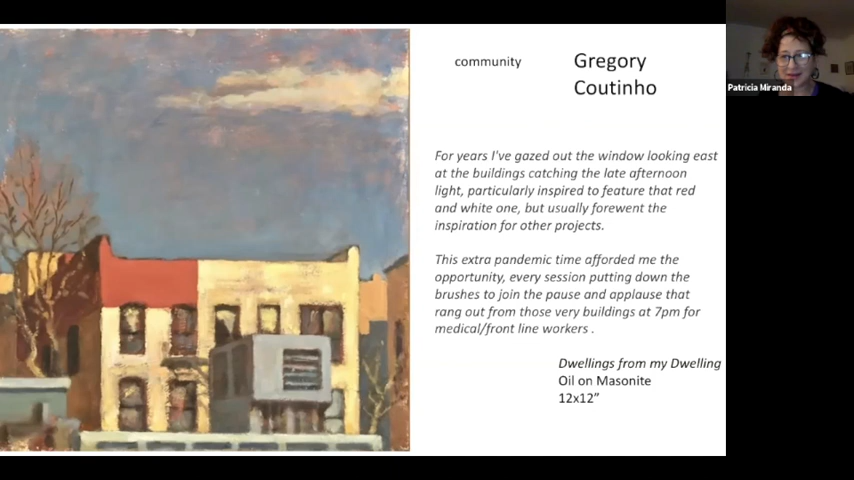 community
Gregory
Coutinho
Patricia Miranda
For years I've gazed out the window looking east
at the buildings catching the late afternoon
light, particularly inspired to feature that red
and white one, but usually forewent the
inspiration for other projects.
This extra pandemic time afforded me the
opportunity, every session putting down the
brushes to join the pause and applause that
rang out from those very buildings at 7pm for
medical/front line workers .
Dwellings from my Dwelling
Oil on Masonite
12x12”